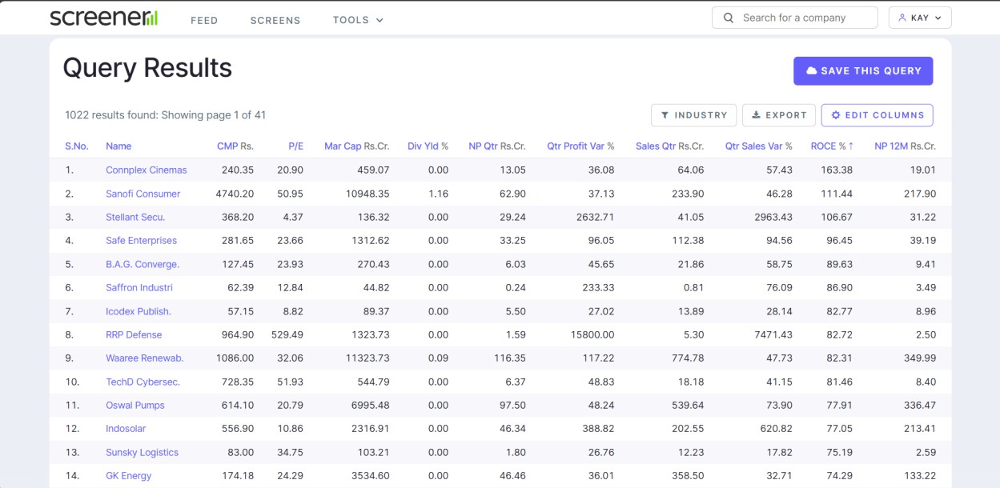 screener FEED SCREENS TOOLS Search for a company KAY
Query Results SAVE THIS QUERY
1022 results found: Showing page 1 of 41 INDUSTRY EXPORT EDIT COLUMNS
S.No. Name CMP Rs. P/E Mar Cap Rs.Cr. Div Yld % NP Qtr Rs.Cr. Qtr Profit Var % Sales Qtr Rs.Cr. Qtr Sales Var % ROCE % ↑ NP 12M Rs.Cr.
1. Connplex Cinemas 240.35 20.90 459.07 0.00 13.05 36.08 64.06 57.43 163.38 19.01
2. Sanofi Consumer 4740.20 50.95 10948.35 1.16 62.90 37.13 233.90 46.28 111.44 217.90
3. Stellant Secu. 368.20 4.37 136.32 0.00 29.24 2632.71 41.05 2963.43 106.67 31.22
4. Safe Enterprises 281.65 23.66 1312.62 0.00 33.25 96.05 112.38 94.56 96.45 39.19
5. B.A.G. Converge. 127.45 23.93 270.43 0.00 6.03 45.65 21.86 58.75 89.63 9.41
6. Saffron Industri 62.39 12.84 44.82 0.00 0.24 233.33 0.81 76.09 86.90 3.49
7. Icodex Publish. 57.15 8.82 89.37 0.00 5.50 27.02 13.89 28.14 82.77 8.96
8. RRP Defense 964.90 529.49 1323.73 0.00 1.59 15800.00 5.30 7471.43 82.72 2.50
9. Waaree Renewab. 1086.00 32.06 11323.73 0.09 116.35 117.22 774.78 47.73 82.31 349.99
10. TechD Cybersec. 728.35 51.93 544.79 0.00 6.37 48.83 18.18 41.15 81.46 8.40
11. Oswal Pumps 614.10 20.79 6995.48 0.00 97.50 48.24 539.64 73.90 77.91 336.47
12. Indosolar 556.90 10.86 2316.91 0.00 46.34 388.82 202.55 620.82 77.05 213.41
13. Sunsky Logistics 83.00 34.75 103.21 0.00 1.80 26.76 12.23 17.82 75.19 2.59
14. GK Energy 174.18 24.29 3534.60 0.00 46.46 36.01 358.50 32.71 74.29 133.22